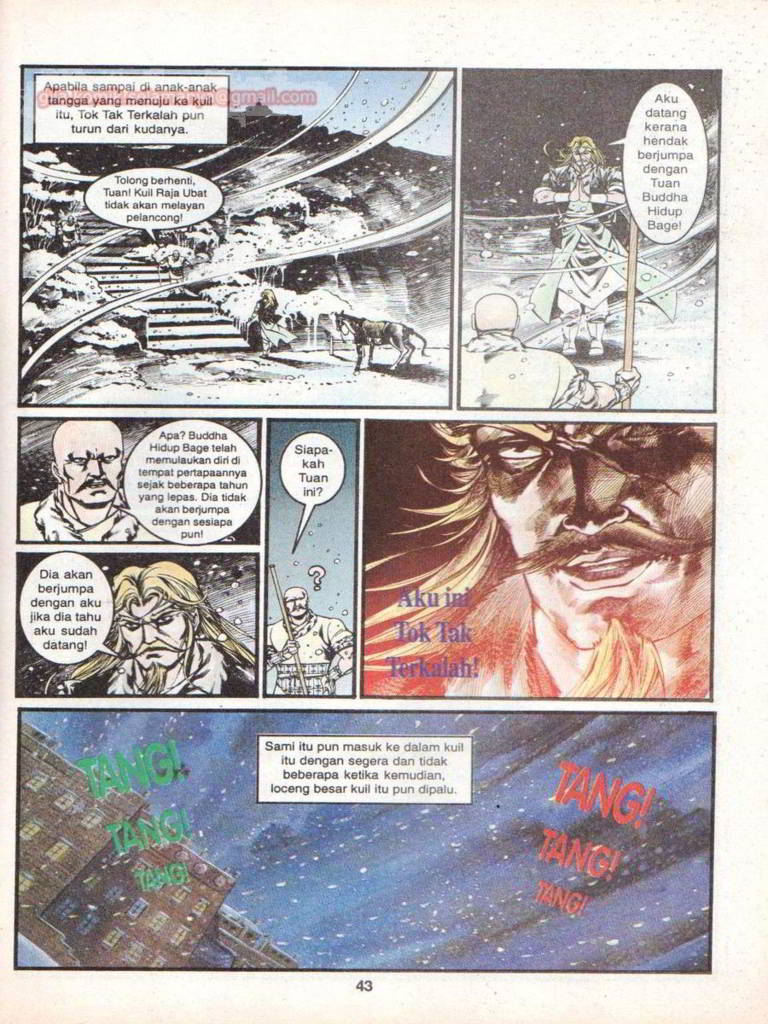 Apabila sampai di anak-anak
tangga yang menuju ke kuil
itu, Tok Tak Terkalah pun
turun dari kudanya.
@gmail.com
Tolong berhenti,
Tuan! Kuil Raja Ubat
tidak akan melayan
pelancong!
Aku
datang
kerana
hendak
berjumpa
dengan
Tuan
Buddha
Hidup
Bage!
Apa? Buddha
Hidup Bage telah
memulaukan diri di
tempat pertapaannya
sejak beberapa tahun
yang lepas. Dia tidak
akan berjumpa
dengan sesiapa
pun!
Dia akan
berjumpa
dengan aku
jika dia tahu
aku sudah
datang!
Siapa-
kah
Tuan
ini?
?
Aku ini
Tok Tak
Terkalah!
Sami itu pun masuk ke dalam kuil
itu dengan segera dan tidak
beberapa ketika kemudian,
loceng besar kuil itu pun dipalu.
TANG!
TANG!
TANG!
TANG!
TANG!
TANG!
43